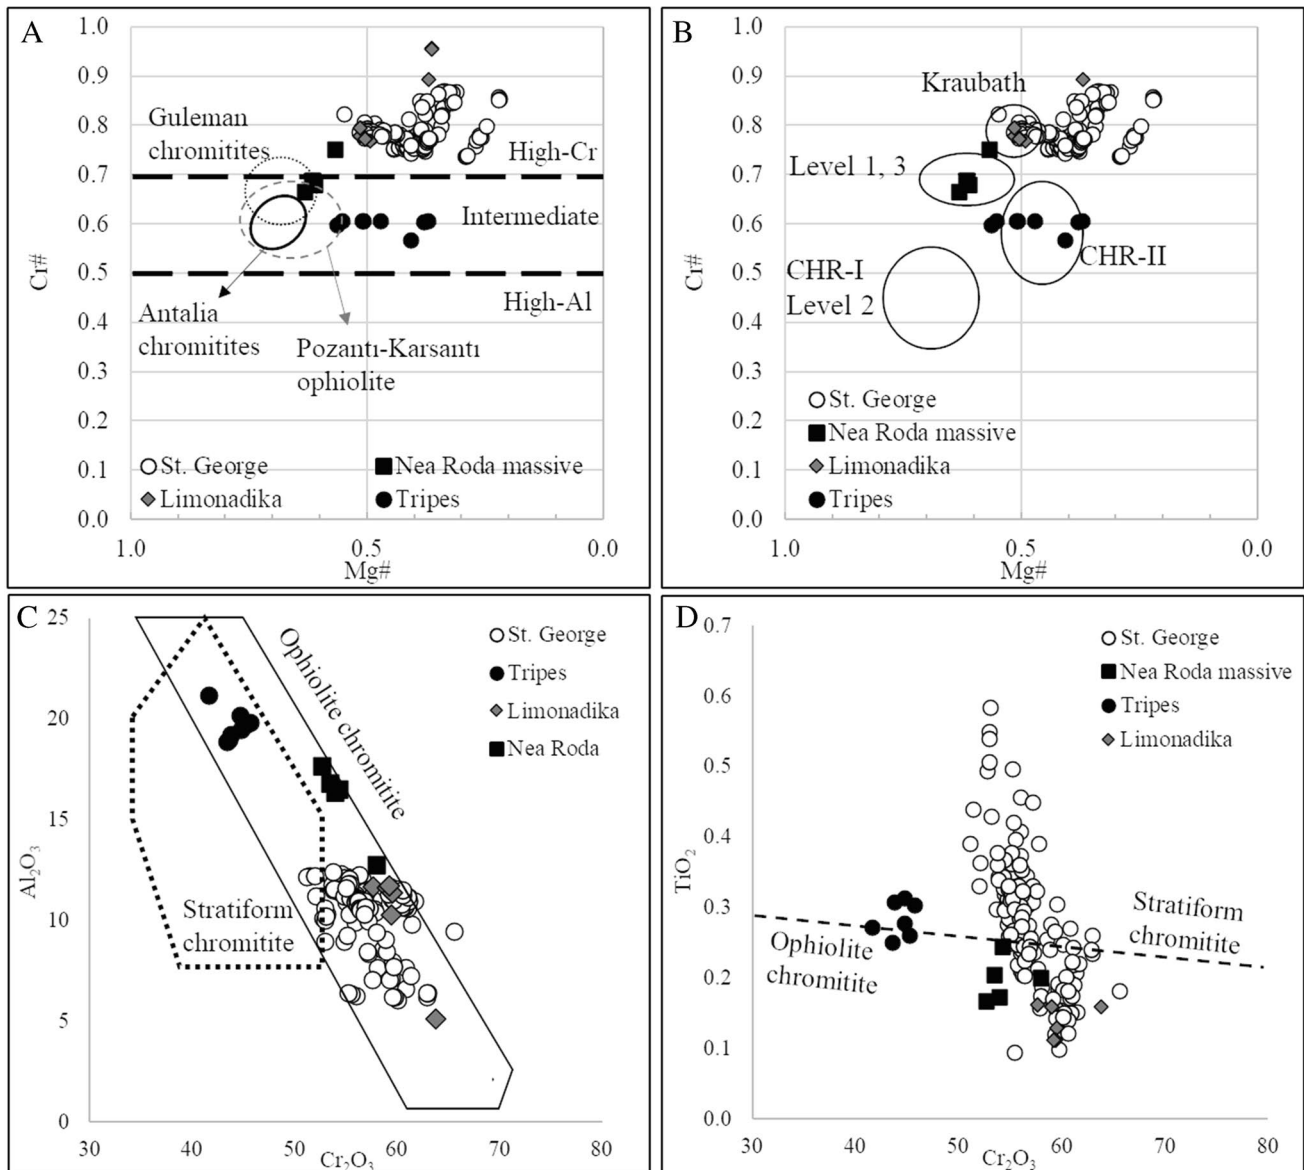 A
1.0
0.9
0.8
0.7
0.6
0.5
0.4
0.3
0.2
0.1
0.0
Cr#
Guleman
chromitites
High-Cr
Intermediate
High-Al
Antalia
chromitites
Pozantı-Karsantı
ophiolite
St. George
Nea Roda massive
Limonadika
Tripes
1.0
0.5
0.0
Mg#
B
1.0
0.9
0.8
0.7
0.6
0.5
0.4
0.3
0.2
0.1
0.0
Cr#
Kraubath
Level 1, 3
CHR-II
CHR-I
Level 2
St. George
Nea Roda massive
Limonadika
Tripes
1.0
0.5
0.0
Mg#
C
25
20
15
10
5
0
Al2O3
Ophiolite chromitite
Stratiform
chromitite
St. George
Tripes
Limonadika
Nea Roda
30
40
50
60
70
80
Cr2O3
D
0.7
0.6
0.5
0.4
0.3
0.2
0.1
0.0
TiO2
St. George
Nea Roda massive
Tripes
Limonadika
Stratiform
chromitite
Ophiolite
chromitite
30
40
50
60
70
80
Cr2O3